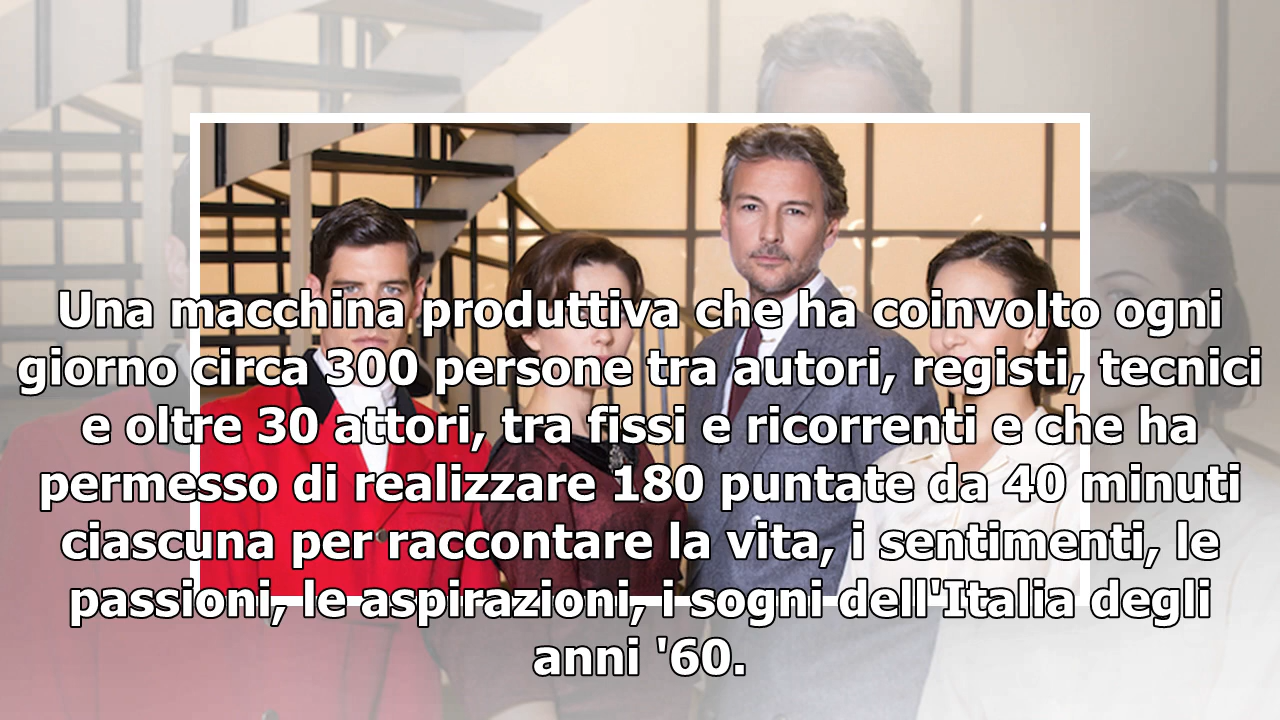 Una macchina produttiva che ha coinvolto ogni
giorno circa 300 persone tra autori, registi, tecnici
e oltre 30 attori, tra fissi e ricorrenti e che ha
permesso di realizzare 180 puntate da 40 minuti
ciascuna per raccontare la vita, i sentimenti, le
passioni, le aspirazioni, i sogni dell'Italia degli
anni '60.